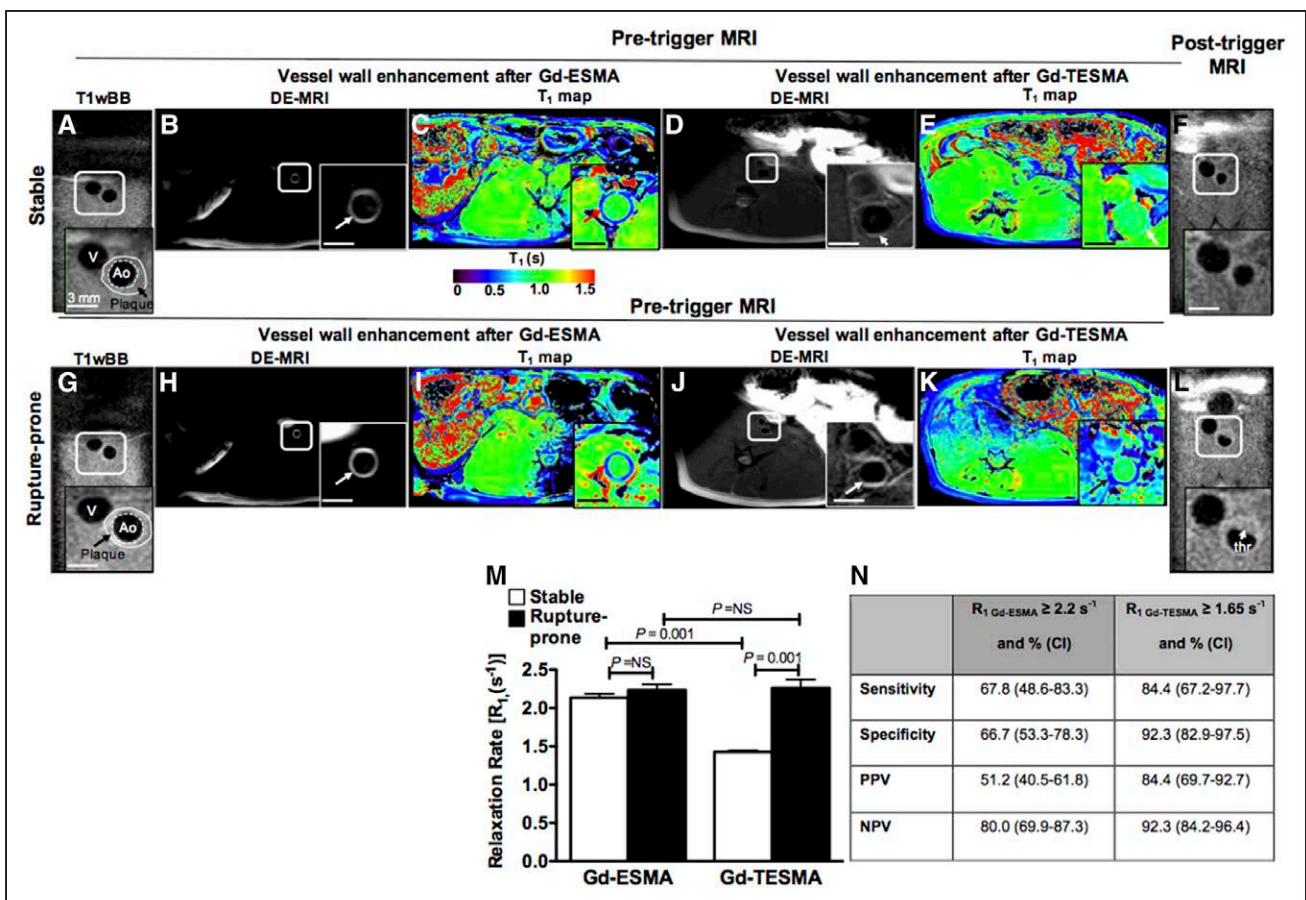 Pre-trigger MRI
Post-trigger
MRI
Vessel wall enhancement after Gd-ESMA
Vessel wall enhancement after Gd-TESMA
T1wBB
DE-MRI
T1 map
DE-MRI
T1 map
A
B
C
D
E
F
Stable
V
Ao
3 mm
Plaque
T1 (s)
0 0.5 1.0 1.5
Pre-trigger MRI
Vessel wall enhancement after Gd-ESMA
Vessel wall enhancement after Gd-TESMA
T1wBB
DE-MRI
T1 map
DE-MRI
T1 map
G
H
I
J
K
L
Rupture-prone
V
Ao
Plaque
thr
M
Stable
Rupture-
prone
P=NS
P = 0.001
P=NS
P = 0.001
Relaxation Rate [R1,(s-1)]
2.5
2.0
1.5
1.0
0.5
0.0
Gd-ESMA
Gd-TESMA
N
R1 Gd-ESMA ≥ 2.2 s-1
and % (CI)
R1 Gd-TESMA ≥ 1.65 s-1
and % (CI)
Sensitivity 67.8 (48.6-83.3) 84.4 (67.2-97.7)
Specificity 66.7 (53.3-78.3) 92.3 (82.9-97.5)
PPV 51.2 (40.5-61.8) 84.4 (69.7-92.7)
NPV 80.0 (69.9-87.3) 92.3 (84.2-96.4)